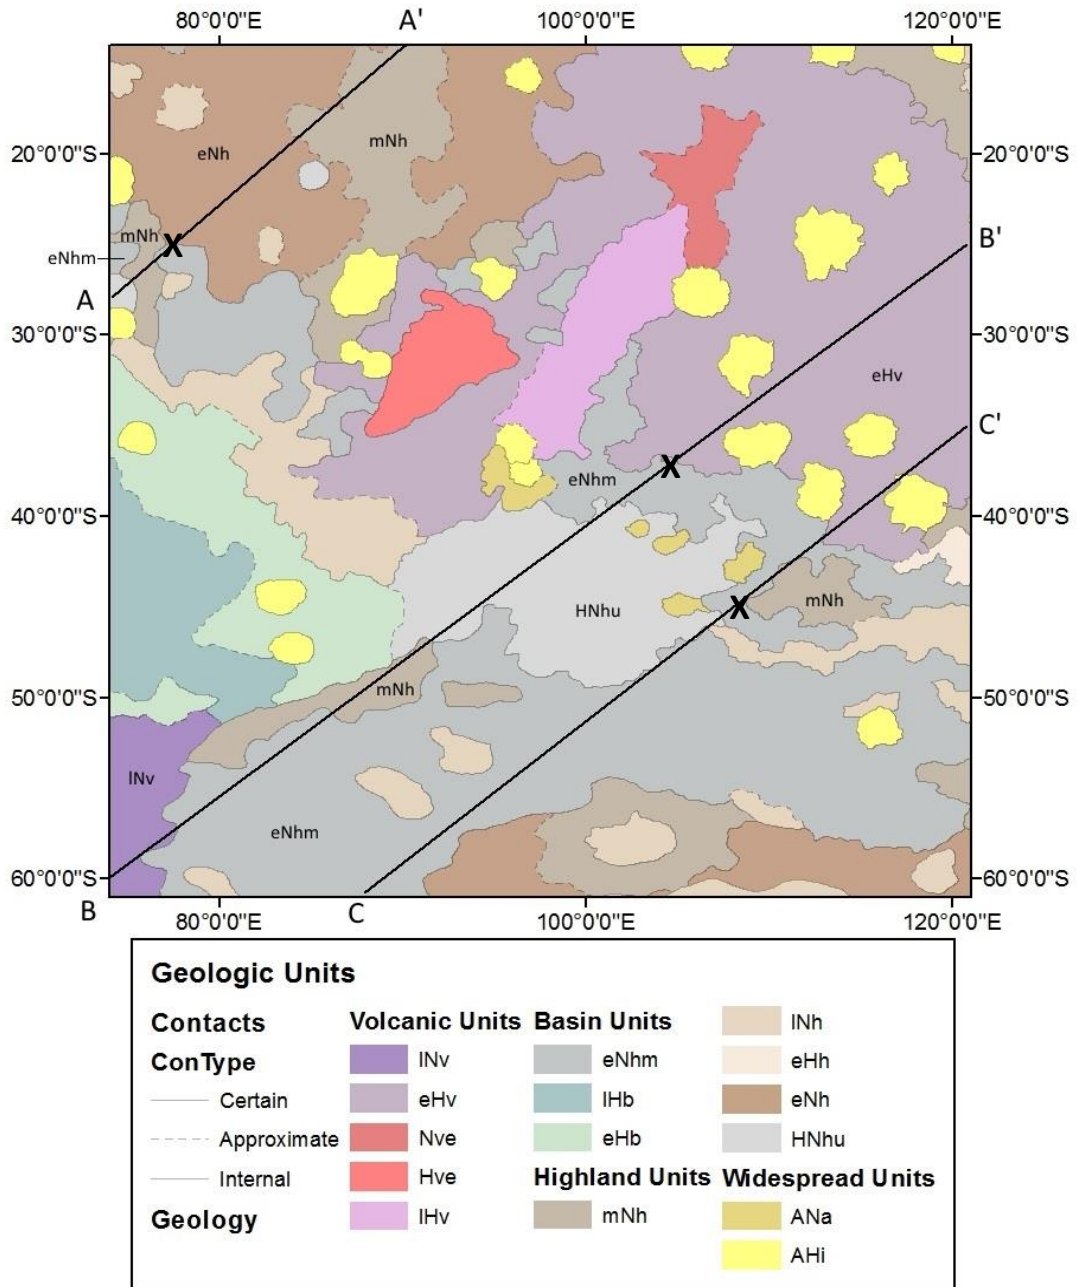 80°0'0"E A' 100°0'0"E 120°0'0"E
mNh
20°0'0"S eNh 20°0'0"S
mNh X B'
eNhm
A
30°0'0"S 30°0'0"S
eHv
C'
X
eNhm
40°0'0"S 40°0'0"S
HNhu X mNh
50°0'0"S mNh 50°0'0"S
lNv
eNhm
60°0'0"S 60°0'0"S
B 80°0'0"E C 100°0'0"E 120°0'0"E
Geologic Units
Contacts
ConType
Certain
Approximate
Internal
Geology
Volcanic Units
lNv
eHv
Nve
Hve
lHv
Basin Units
eNhm
lHb
eHb
Highland Units
mNh
lNh
eHh
eNh
HNhu
Widespread Units
ANa
AHi